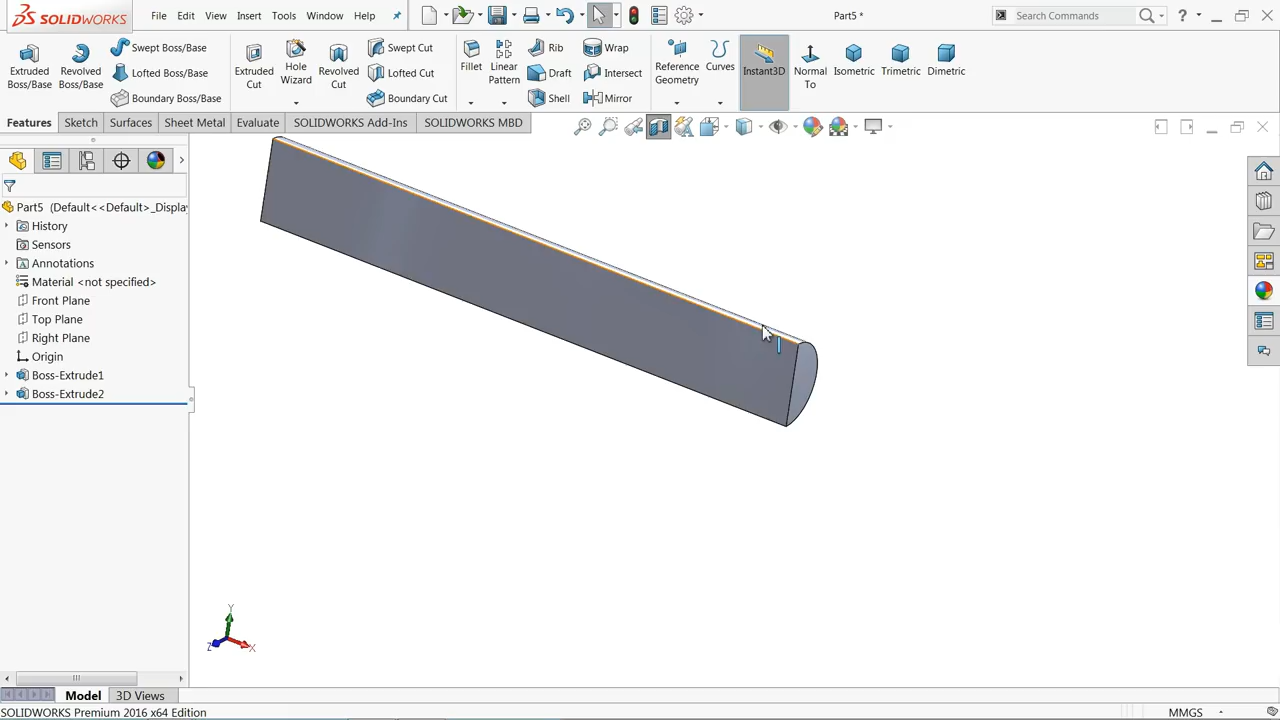 SOLIDWORKS
File Edit View Insert Tools Window Help
Part5 *
Search Commands
Extruded Boss/Base
Revolved Boss/Base
Swept Boss/Base
Lofted Boss/Base
Boundary Boss/Base
Extruded Cut
Hole Wizard
Revolved Cut
Swept Cut
Lofted Cut
Boundary Cut
Fillet
Linear Pattern
Rib
Draft
Shell
Wrap
Intersect
Mirror
Reference Geometry
Curves
Instant3D
Normal To
Isometric
Trimetric
Dimetric
Features Sketch Surfaces Sheet Metal Evaluate SOLIDWORKS Add-Ins SOLIDWORKS MBD
Part5 (Default<<Default>_Display
History
Sensors
Annotations
Material <not specified>
Front Plane
Top Plane
Right Plane
Origin
Boss-Extrude1
Boss-Extrude2
Y
Z
X
Model 3D Views
SOLIDWORKS Premium 2016 x64 Edition
MMGS